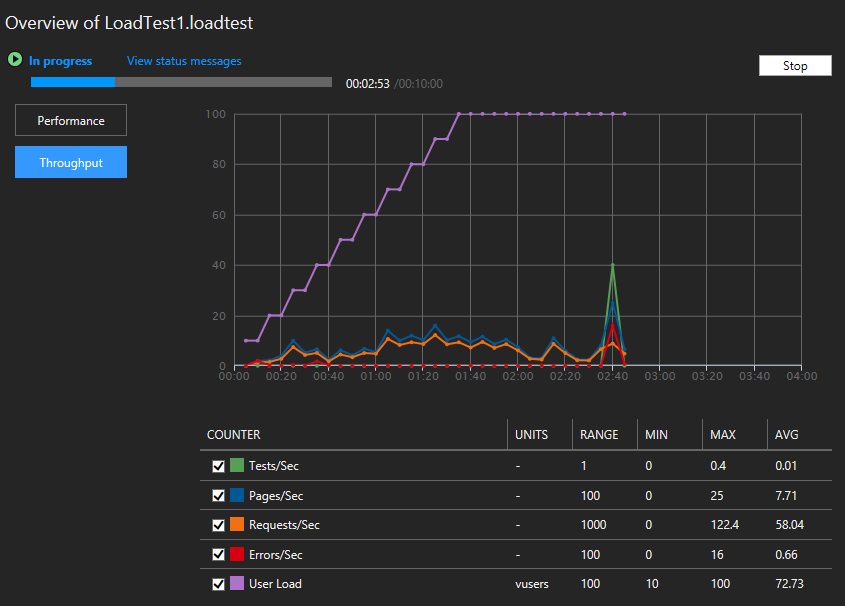 Overview of LoadTest1.loadtest
In progress View status messages
Stop
00:02:53 /00:10:00
Performance
Throughput
100
80
60
40
20
0
00:00 00:20 00:40 01:00 01:20 01:40 02:00 02:20 02:40 03:00 03:20 03:40 04:00
COUNTER UNITS RANGE MIN MAX AVG
Tests/Sec - 1 0 0.4 0.01
Pages/Sec - 100 0 25 7.71
Requests/Sec - 1000 0 122.4 58.04
Errors/Sec - 100 0 16 0.66
User Load vusers 100 10 100 72.73